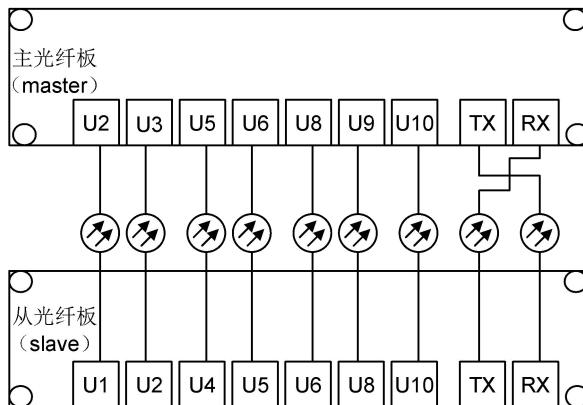 主光纤板
（master）
U2 U3 U5 U6 U8 U9 U10 TX RX
从光纤板
（slave）
U1 U2 U4 U5 U6 U8 U10 TX RX